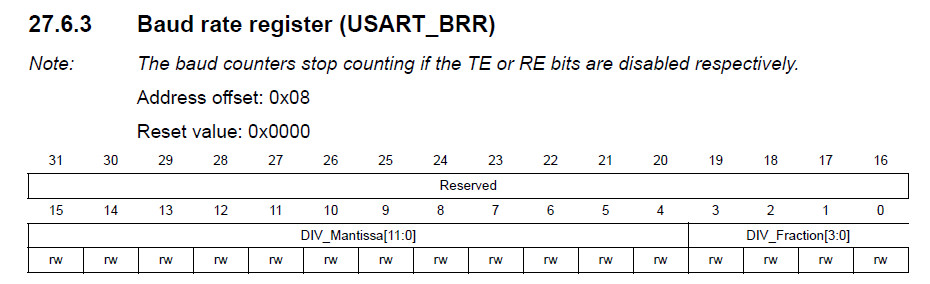 27.6.3 Baud rate register (USART_BRR)
Note: The baud counters stop counting if the TE or RE bits are disabled respectively.
Address offset: 0x08
Reset value: 0x0000
31 30 29 28 27 26 25 24 23 22 21 20 19 18 17 16
Reserved
15 14 13 12 11 10 9 8 7 6 5 4 3 2 1 0
DIV_Mantissa[11:0] DIV_Fraction[3:0]
rw rw rw rw rw rw rw rw rw rw rw rw rw rw rw rw